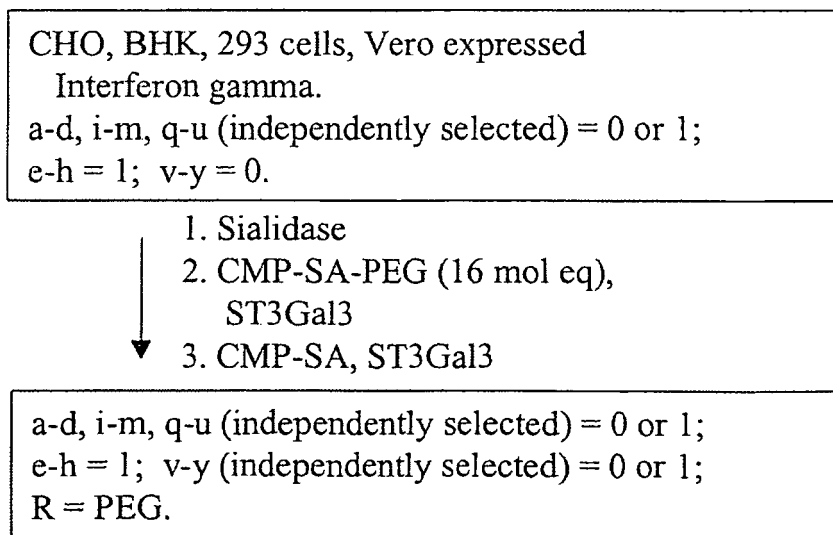 CHO, BHK, 293 cells, Vero expressed
Interferon gamma.
a-d, i-m, q-u (independently selected) = 0 or 1;
e-h = 1; v-y = 0.
1. Sialidase
2. CMP-SA-PEG (16 mol eq),
ST3Gal3
3. CMP-SA, ST3Gal3
a-d, i-m, q-u (independently selected) = 0 or 1;
e-h = 1; v-y (independently selected) = 0 or 1;
R = PEG.